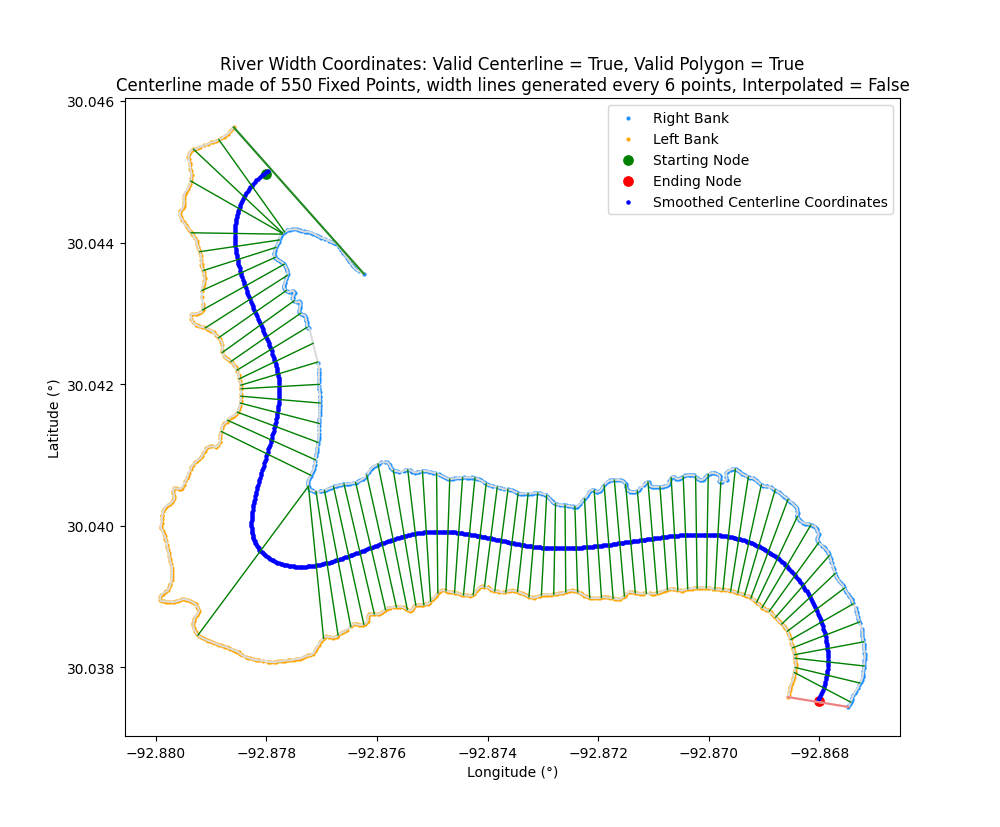 River Width Coordinates: Valid Centerline = True, Valid Polygon = True
Centerline made of 550 Fixed Points, width lines generated every 6 points, Interpolated = False
Right Bank
Left Bank
Starting Node
Ending Node
Smoothed Centerline Coordinates
30.046
30.044
30.042
30.040
30.038
Latitude (°)
−92.880
−92.878
−92.876
−92.874
−92.872
−92.870
−92.868
Longitude (°)